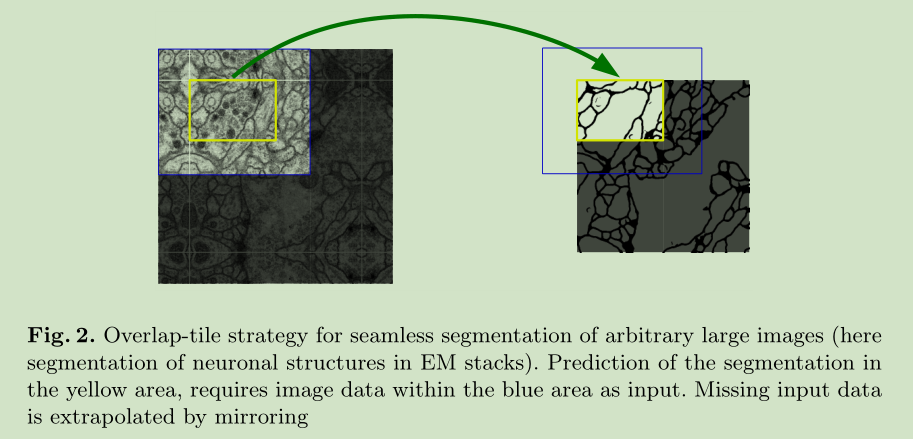 Fig. 2. Overlap-tile strategy for seamless segmentation of arbitrary large images (here
segmentation of neuronal structures in EM stacks). Prediction of the segmentation in
the yellow area, requires image data within the blue area as input. Missing input data
is extrapolated by mirroring